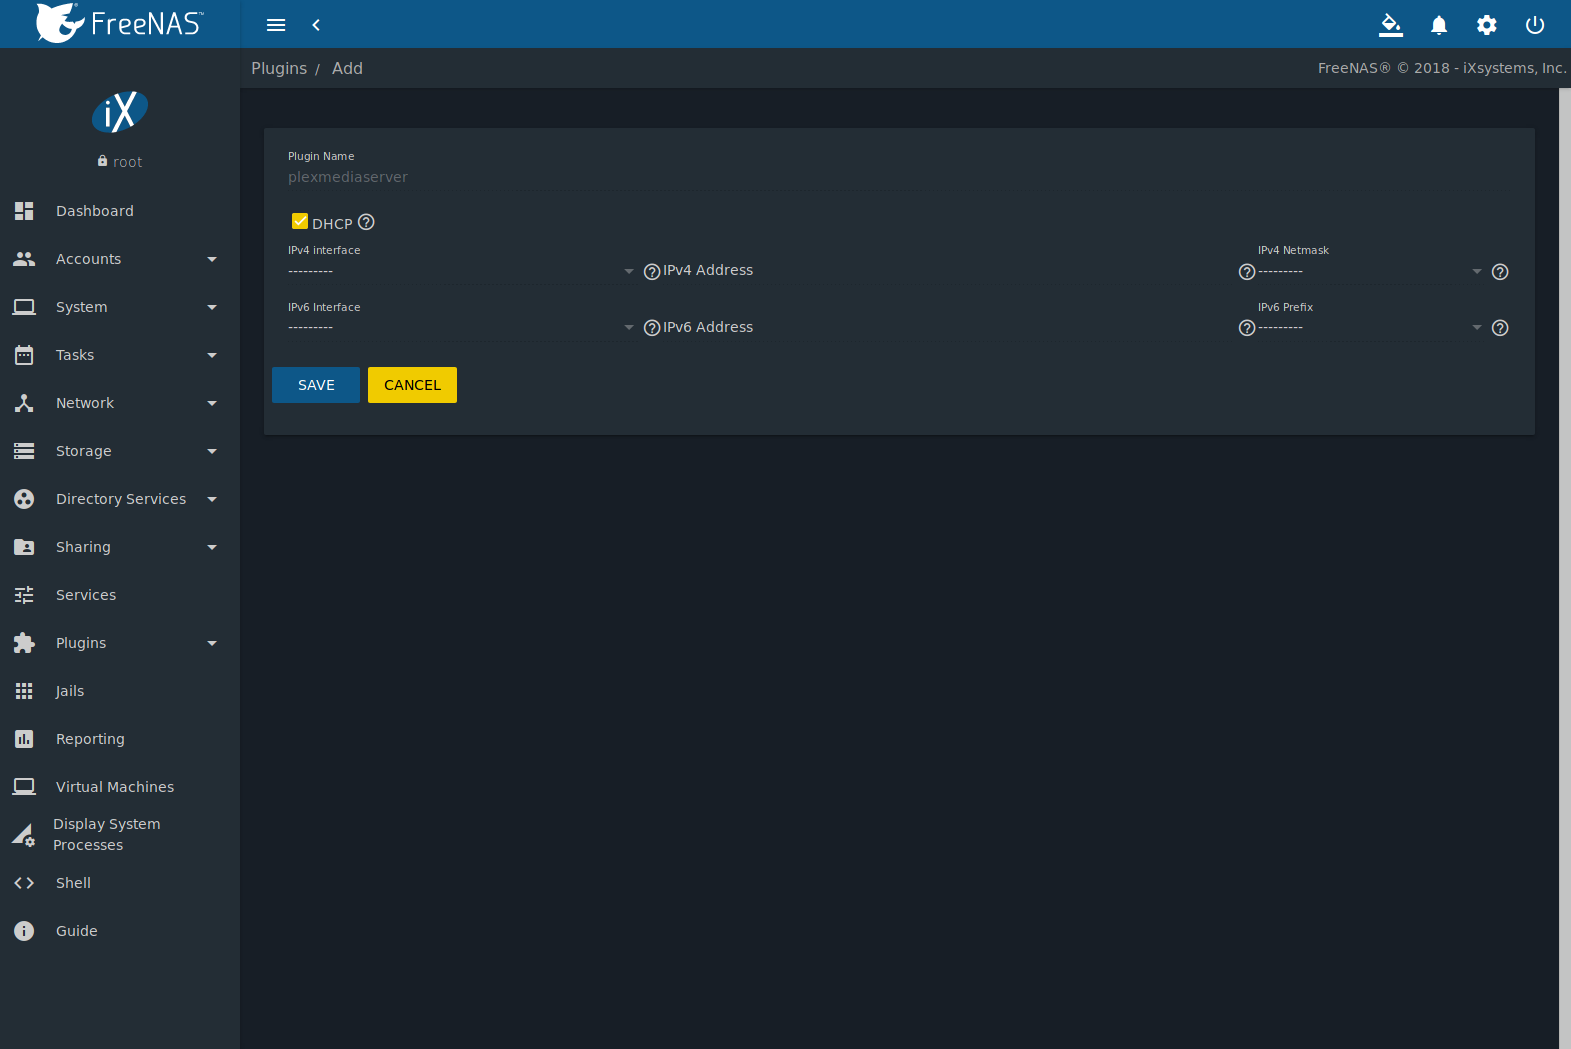 FreeNAS™
Plugins / Add
FreeNAS® © 2018 - iXsystems, Inc.
iX
root
Dashboard
Accounts
System
Tasks
Network
Storage
Directory Services
Sharing
Services
Plugins
Jails
Reporting
Virtual Machines
Display System
Processes
Shell
Guide
Plugin Name
plexmediaserver
DHCP
IPv4 interface
---------
IPv4 Address
IPv4 Netmask
---------
IPv6 Interface
---------
IPv6 Address
IPv6 Prefix
---------
SAVE
CANCEL